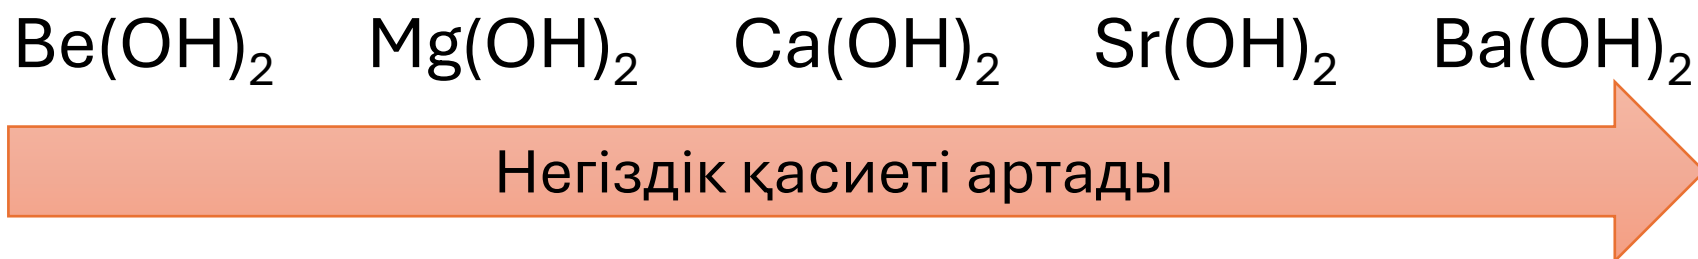 Be(OH)₂ Mg(OH)₂ Ca(OH)₂ Sr(OH)₂ Ba(OH)₂
Негіздік қасиеті артады